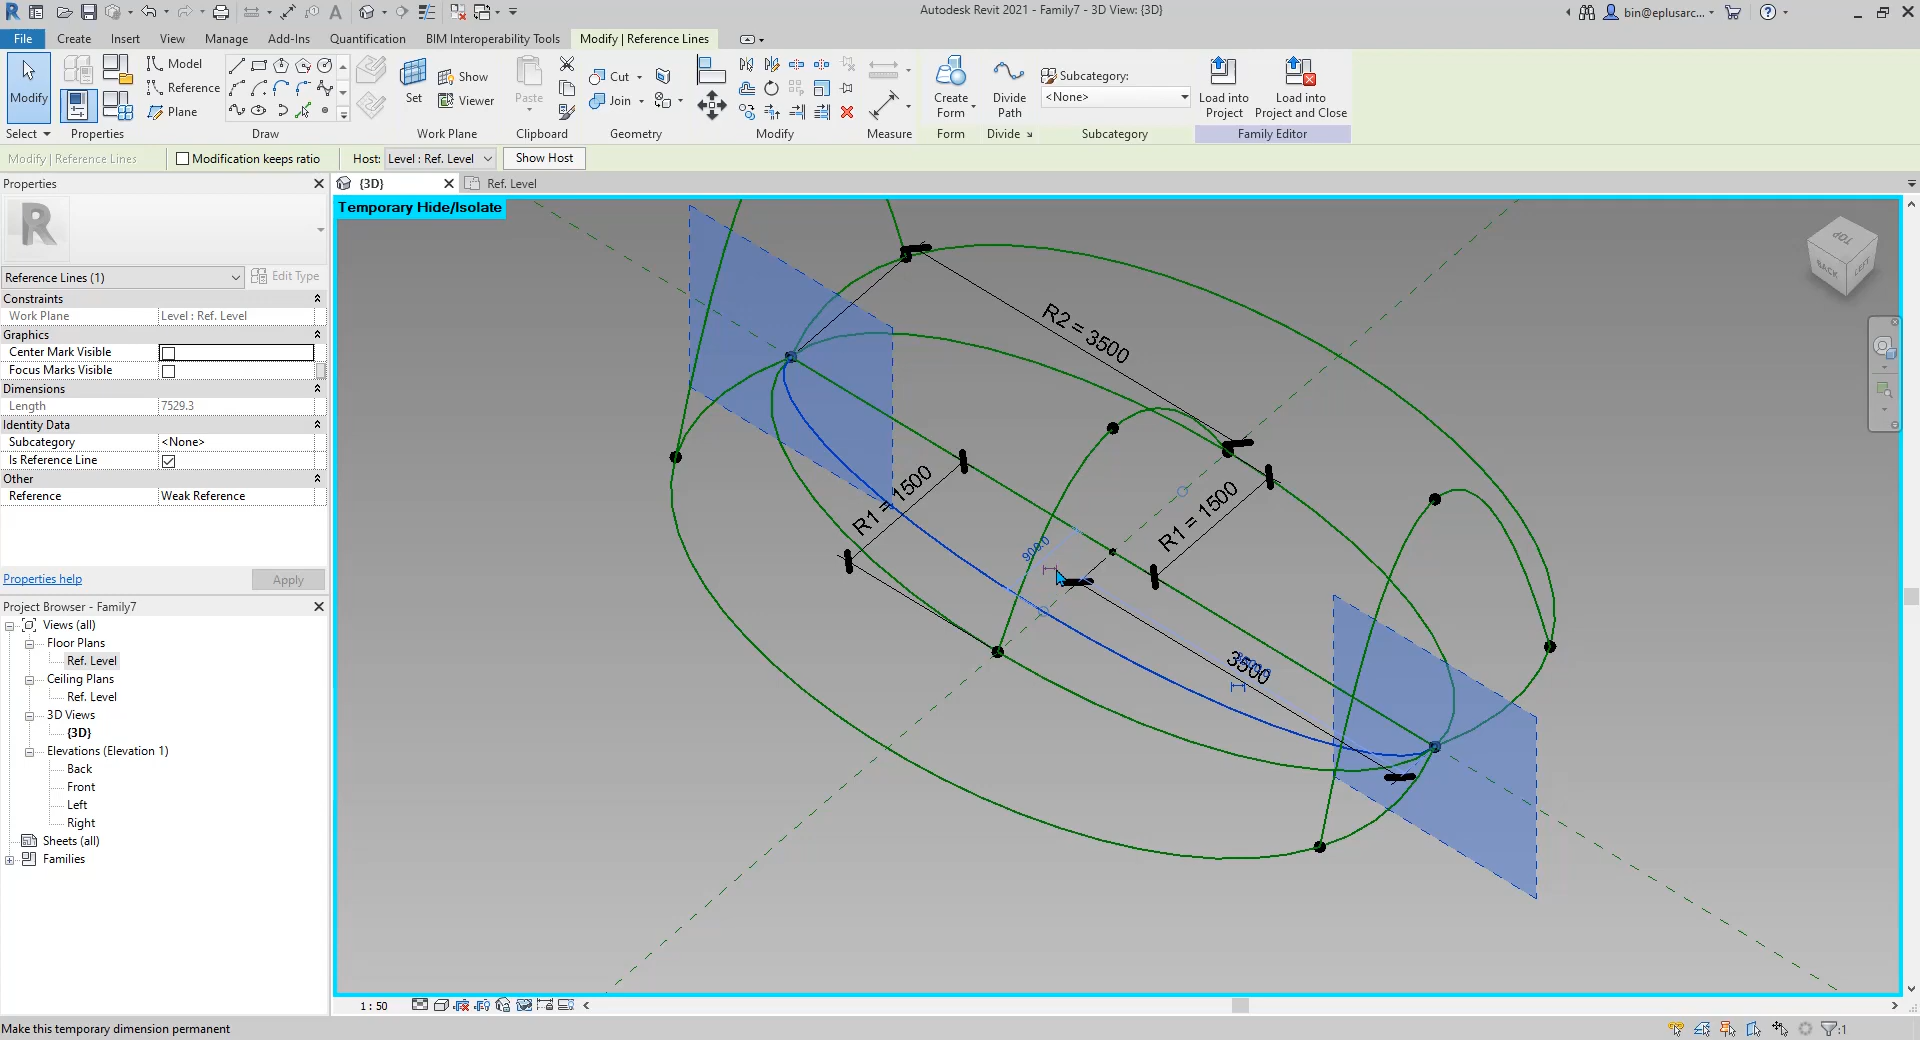 Autodesk Revit 2021 - Family7 - 3D View: {3D}
bin@eplusarc...
File
Create
Insert
View
Manage
Add-Ins
Quantification
BIM Interoperability Tools
Modify | Reference Lines
Modify
Model
Reference
Plane
Set
Show
Viewer
Paste
Cut
Join
Create
Form
Divide
Path
Subcategory:
<None>
Load into
Project
Load into
Project and Close
Select
Properties
Draw
Work Plane
Clipboard
Geometry
Modify
Measure
Form
Divide
Subcategory
Family Editor
Modify | Reference Lines
Modification keeps ratio
Host:
Level : Ref. Level
Show Host
Properties
{3D}
Ref. Level
Temporary Hide/Isolate
R
Reference Lines (1)
Edit Type
Constraints
Work Plane
Level : Ref. Level
Graphics
Center Mark Visible
Focus Marks Visible
Dimensions
Length
7529.3
Identity Data
Subcategory
<None>
Is Reference Line
Other
Reference
Weak Reference
Properties help
Apply
Project Browser - Family7
Views (all)
Floor Plans
Ref. Level
Ceiling Plans
Ref. Level
3D Views
{3D}
Elevations (Elevation 1)
Back
Front
Left
Right
Sheets (all)
Families
TOP
BACK
LEFT
R2 = 3500
R1 = 1500
R1 = 1500
900.0
3500
1 : 50
Make this temporary dimension permanent
:1